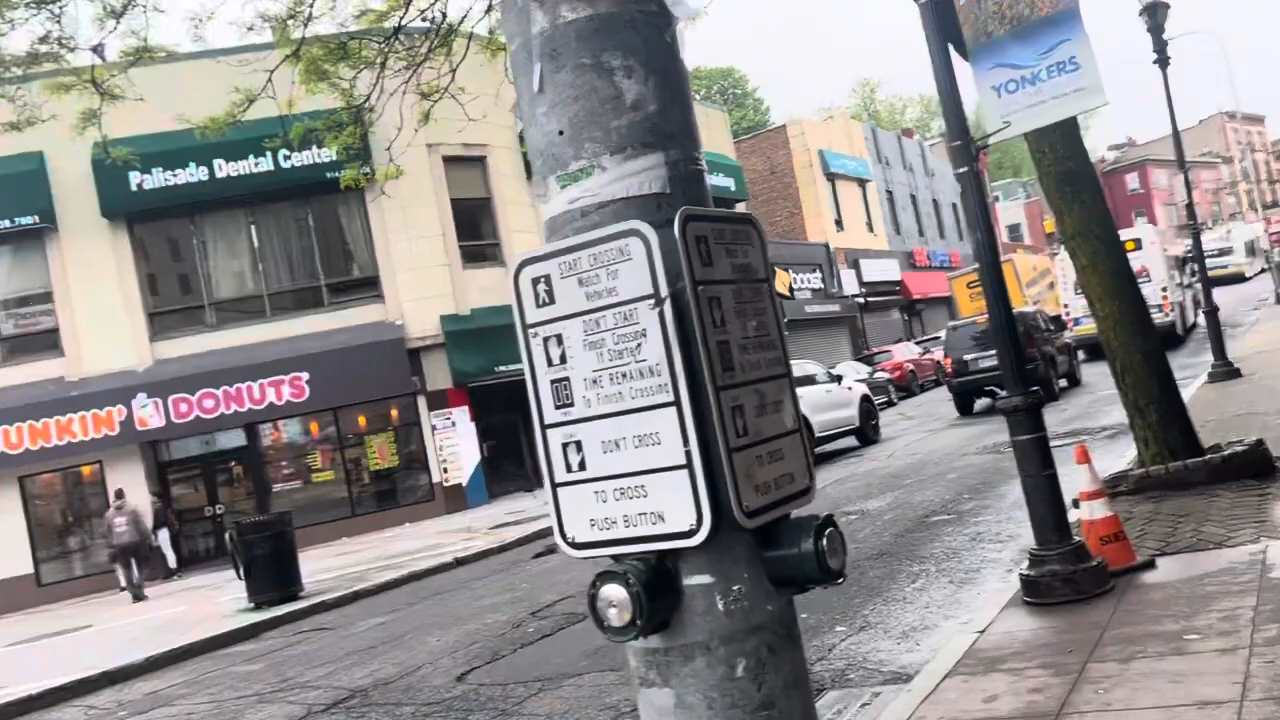 YONKERS
Palisade Dental Center
boost
UNKIN' DONUTS
START CROSSING
Watch For
Vehicles
DON'T START
Finish Crossing
If Started
TIME REMAINING
To Finish Crossing
DON'T CROSS
TO CROSS
PUSH BUTTON
TO CROSS
PUSH BUTTON